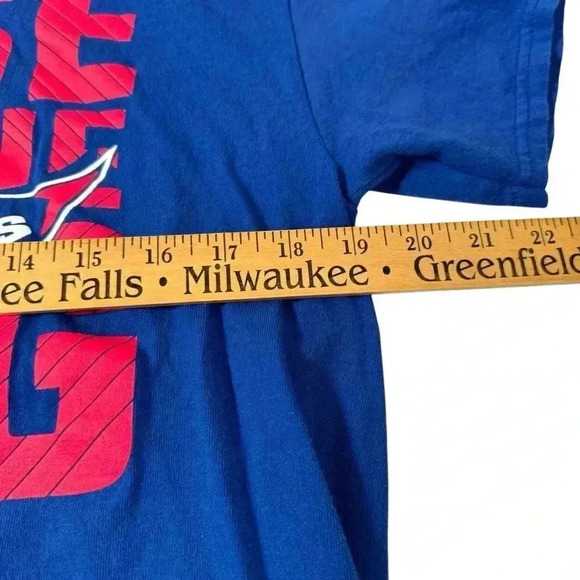 E
E
S
14 15 16 17 18 19 20 21 22
ee Falls • Milwaukee • Greenfield
G